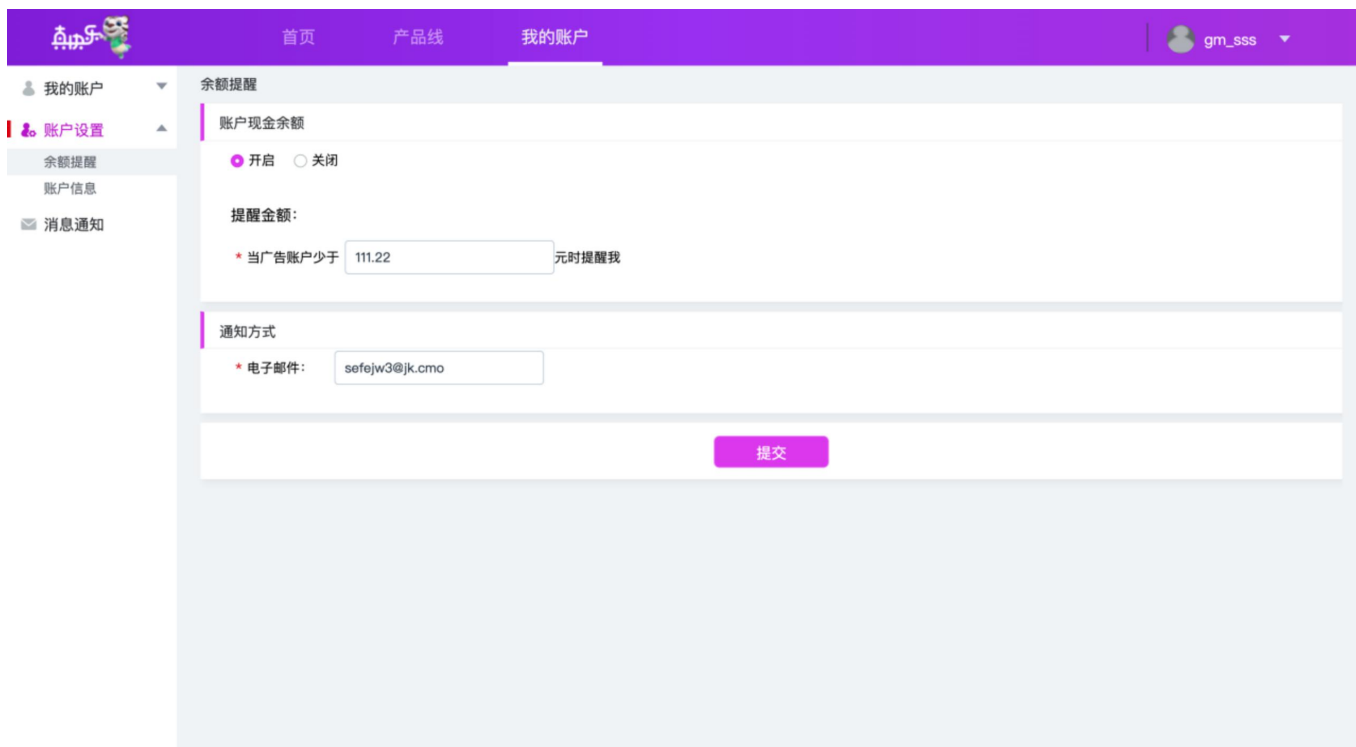 首页 产品线 我的账户 gm_sss
我的账户
账户设置
余额提醒
账户信息
消息通知
余额提醒
账户现金余额
开启 关闭
提醒金额：
* 当广告账户少于 111.22 元时提醒我
通知方式
* 电子邮件： sefejw3@jk.cmo
提交